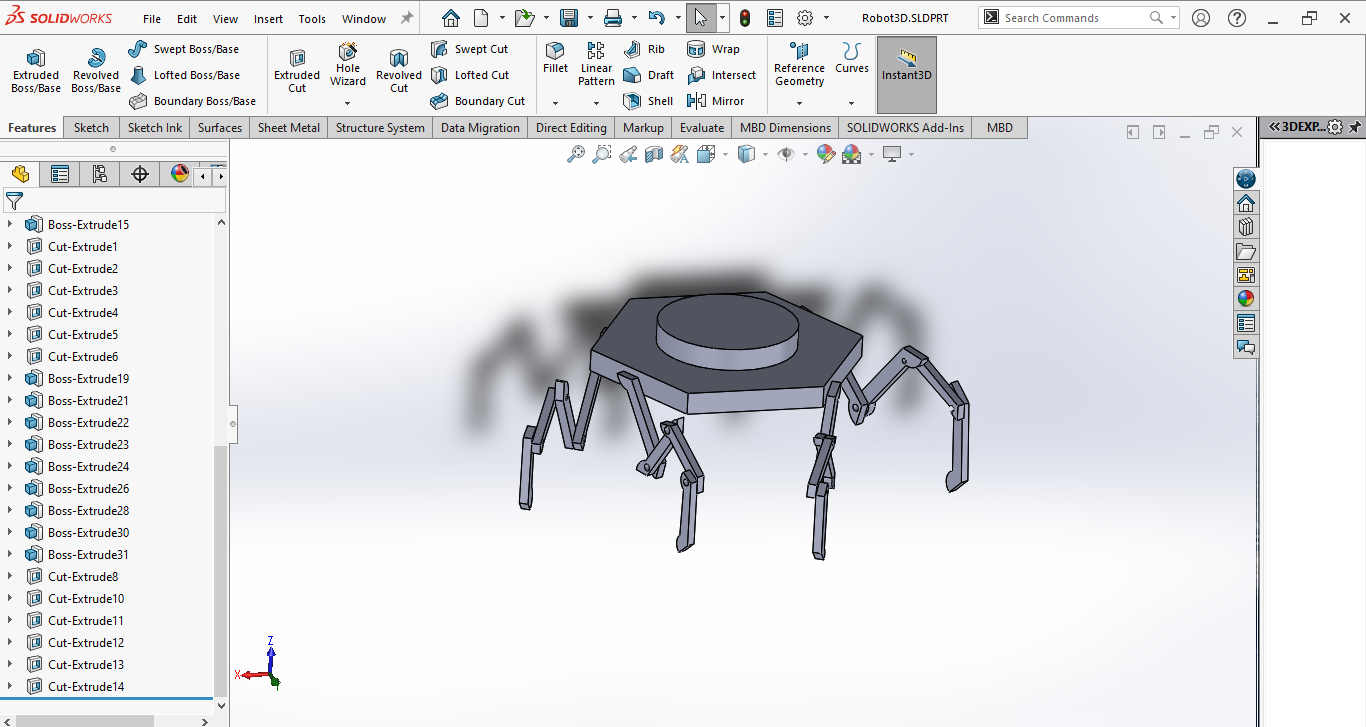 SOLIDWORKS File Edit View Insert Tools Window Robot3D.SLDPRT Search Commands
Extruded Boss/Base
Revolved Boss/Base
Swept Boss/Base
Lofted Boss/Base
Boundary Boss/Base
Extruded Cut
Hole Wizard
Revolved Cut
Swept Cut
Lofted Cut
Boundary Cut
Fillet
Linear Pattern
Rib
Draft
Shell
Wrap
Intersect
Mirror
Reference Geometry
Curves
Instant3D
Features Sketch Sketch Ink Surfaces Sheet Metal Structure System Data Migration Direct Editing Markup Evaluate MBD Dimensions SOLIDWORKS Add-Ins MBD
3DEXP...
Boss-Extrude15
Cut-Extrude1
Cut-Extrude2
Cut-Extrude3
Cut-Extrude4
Cut-Extrude5
Cut-Extrude6
Boss-Extrude19
Boss-Extrude21
Boss-Extrude22
Boss-Extrude23
Boss-Extrude24
Boss-Extrude26
Boss-Extrude28
Boss-Extrude30
Boss-Extrude31
Cut-Extrude8
Cut-Extrude10
Cut-Extrude11
Cut-Extrude12
Cut-Extrude13
Cut-Extrude14
Z
X